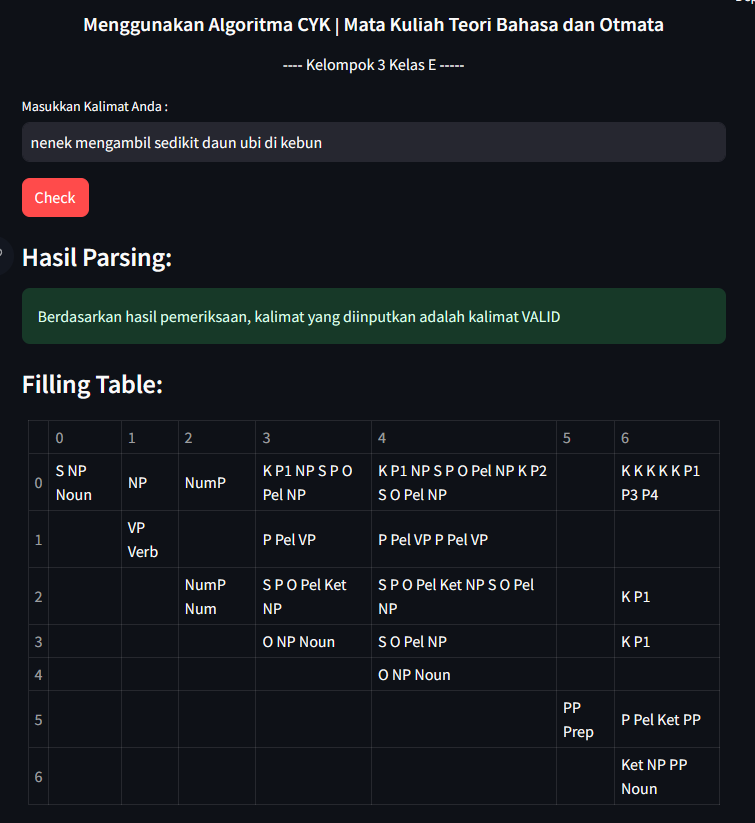 Menggunakan Algoritma CYK | Mata Kuliah Teori Bahasa dan Otmata
---- Kelompok 3 Kelas E -----
Masukkan Kalimat Anda :
nenek mengambil sedikit daun ubi di kebun
Check
Hasil Parsing:
Berdasarkan hasil pemeriksaan, kalimat yang diinputkan adalah kalimat VALID
Filling Table:
0 1 2 3 4 5 6
0 S NP Noun NP NumP K P1 NP S P O Pel NP K P1 NP S P O Pel NP K P2 S O Pel NP K K K K K P1 P3 P4
1 VP Verb P Pel VP P Pel VP P Pel VP
2 NumP Num S P O Pel Ket NP S P O Pel Ket NP S O Pel NP K P1
3 O NP Noun S O Pel NP K P1
4 O NP Noun
5 PP Prep P Pel Ket PP
6 Ket NP PP Noun